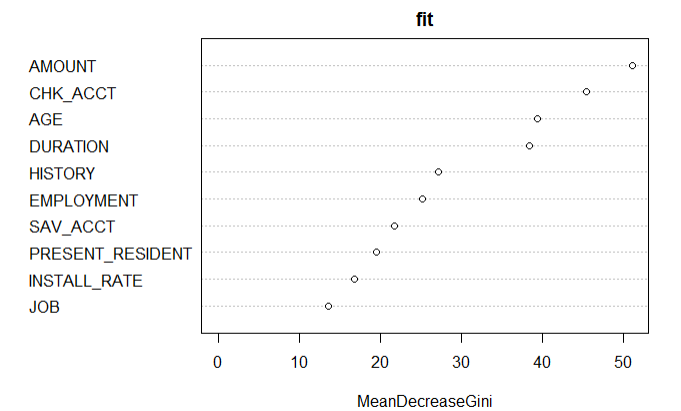 fit
AMOUNT
CHK_ACCT
AGE
DURATION
HISTORY
EMPLOYMENT
SAV_ACCT
PRESENT_RESIDENT
INSTALL_RATE
JOB
0 10 20 30 40 50
MeanDecreaseGini